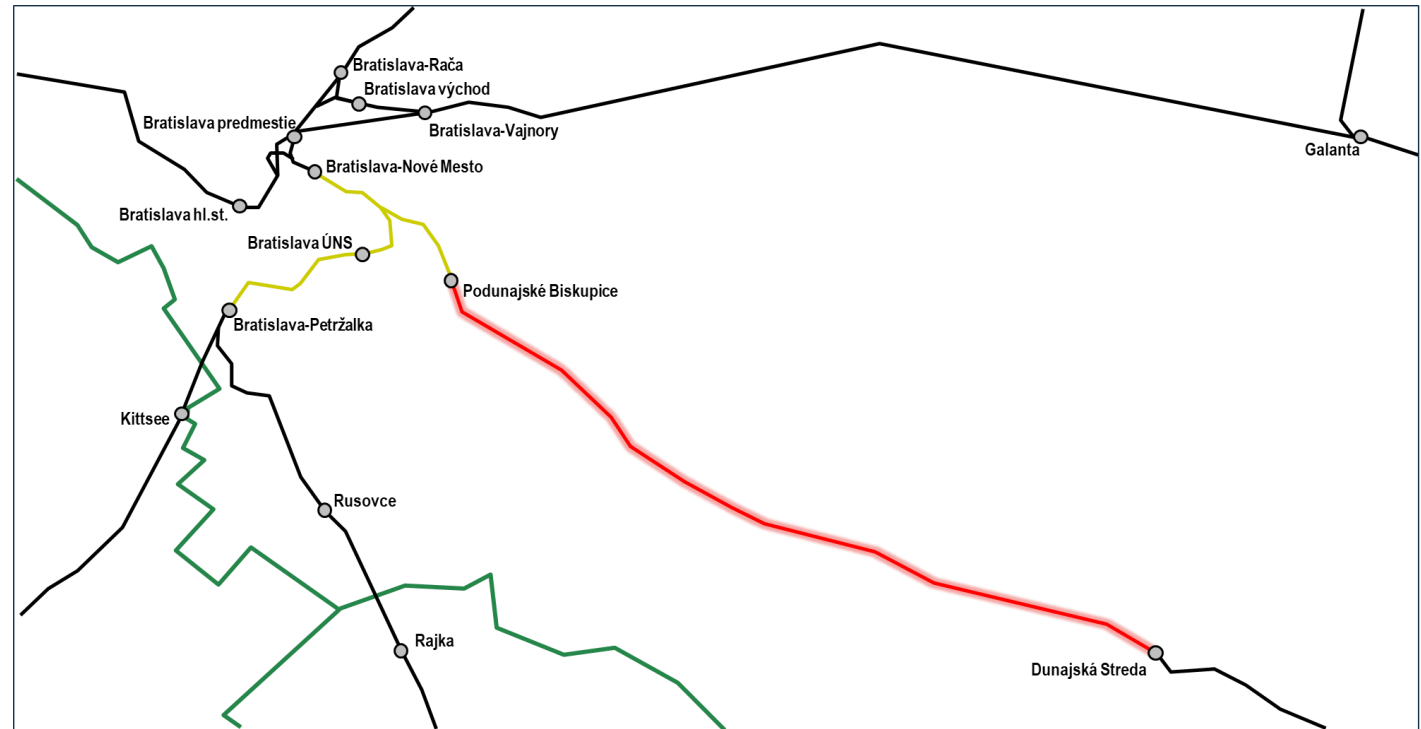 Bratislava-Rača
Bratislava východ
Bratislava predmestie
Bratislava-Vajnory
Galanta
Bratislava-Nové Mesto
Bratislava hl.st.
Bratislava ÚNS
Podunajské Biskupice
Bratislava-Petržalka
Kittsee
Rusovce
Rajka
Dunajská Streda